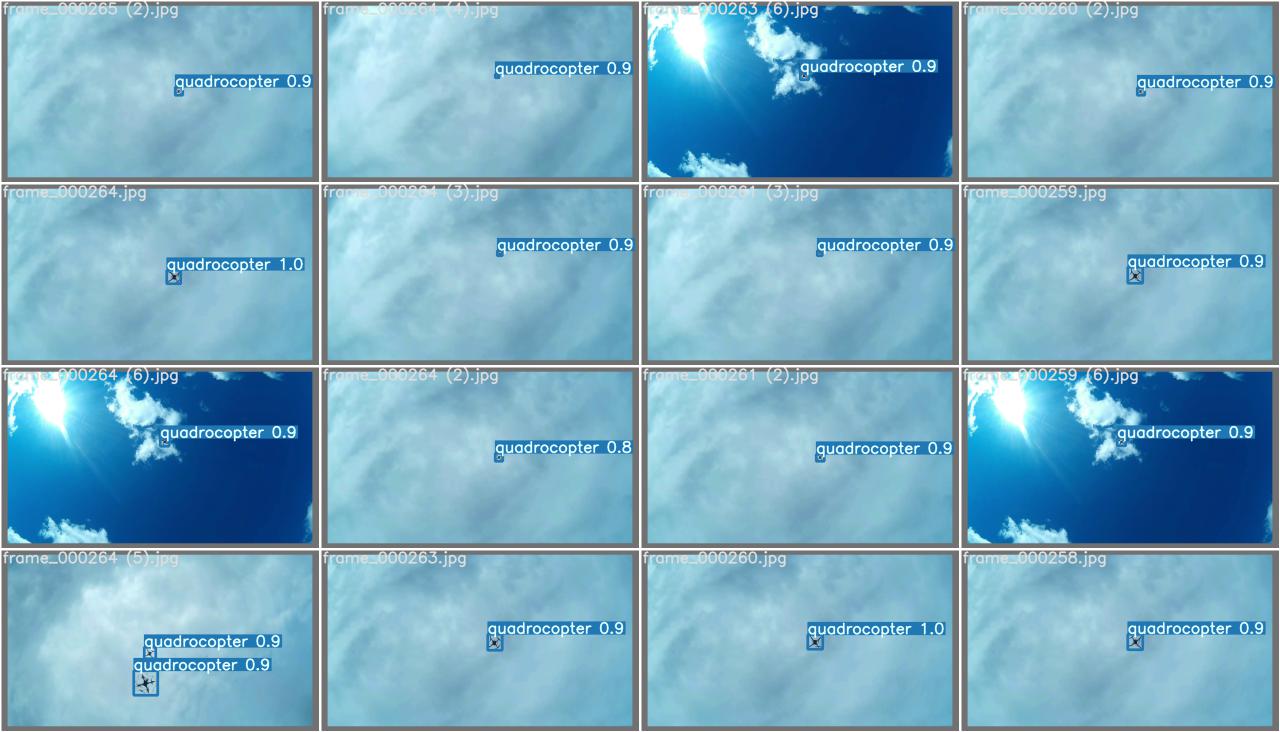 frame_000265 (2).jpg
quadrocopter 0.9
frame_000264 (4).jpg
quadrocopter 0.9
frame_000263 (6).jpg
quadrocopter 0.9
frame_000260 (2).jpg
quadrocopter 0.9
frame_000264.jpg
quadrocopter 1.0
frame_000264 (3).jpg
quadrocopter 0.9
frame_000261 (3).jpg
quadrocopter 0.9
frame_000259.jpg
quadrocopter 0.9
frame_000264 (6).jpg
quadrocopter 0.9
frame_000264 (2).jpg
quadrocopter 0.8
frame_000261 (2).jpg
quadrocopter 0.9
frame_000259 (6).jpg
quadrocopter 0.9
frame_000264 (5).jpg
quadrocopter 0.9
quadrocopter 0.9
frame_000263.jpg
quadrocopter 0.9
frame_000260.jpg
quadrocopter 1.0
frame_000258.jpg
quadrocopter 0.9